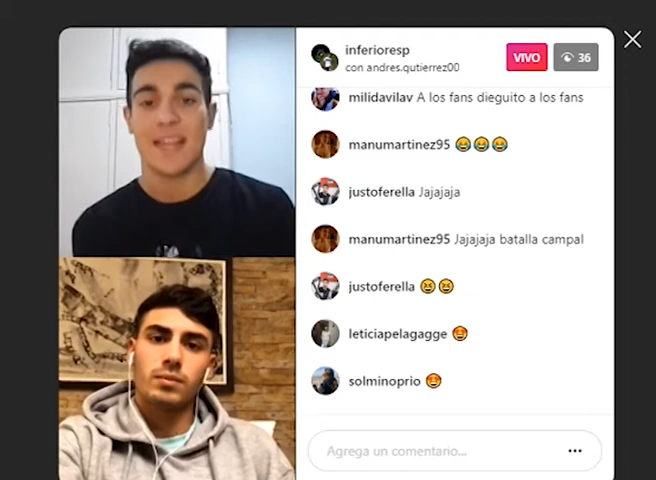 inferioresp
con andres.gutierrez00
VIVO
36
milidavilav A los fans dieguito a los fans
manumartinez95 😂😂😂
justoferella Jajajaja
manumartinez95 Jajajaja batalla campal
justoferella 😆😆
leticiapelagagge 🥰
solminoprio 🥰
Agrega un comentario...